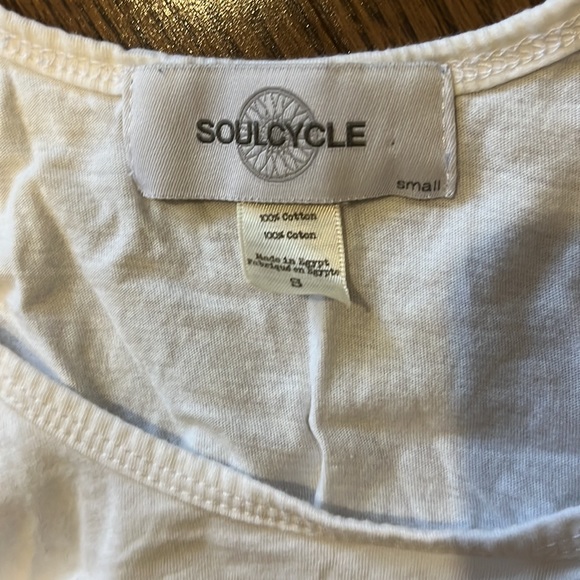 SOULCYCLE
small
100% Cotton
100% Coton
Made in Egypt
Fabriqué en Egypte
S